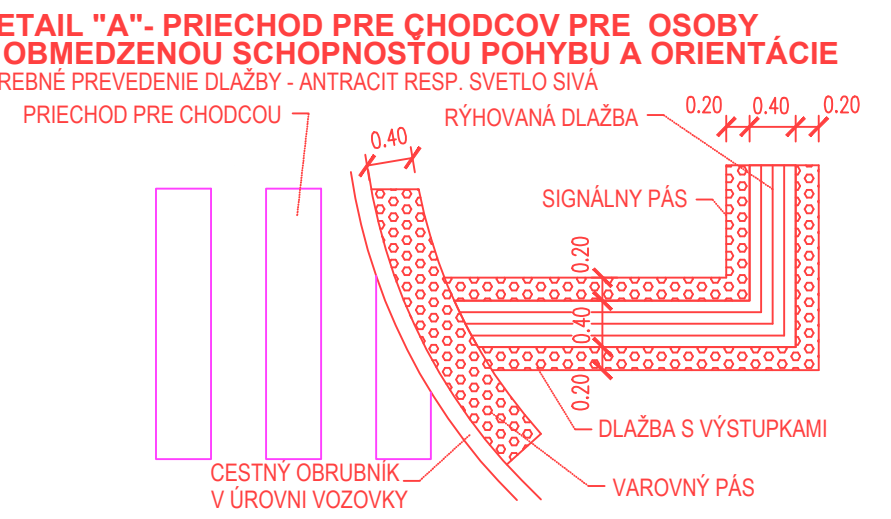 ETAIL "A"- PRIECHOD PRE CHODCOV PRE OSOBY
OBMEDZENOU SCHOPNOSŤOU POHYBU A ORIENTÁCIE
REBNÉ PREVEDENIE DLAŽBY - ANTRACIT RESP. SVETLO SIVÁ
PRIECHOD PRE CHODCOU
0.40
RÝHOVANÁ DLAŽBA
0.20 0.40 0.20
SIGNÁLNY PÁS
0.20
0.40
0.20
DLAŽBA S VÝSTUPKAMI
CESTNÝ OBRUBNÍK
V ÚROVNI VOZOVKY
VAROVNÝ PÁS